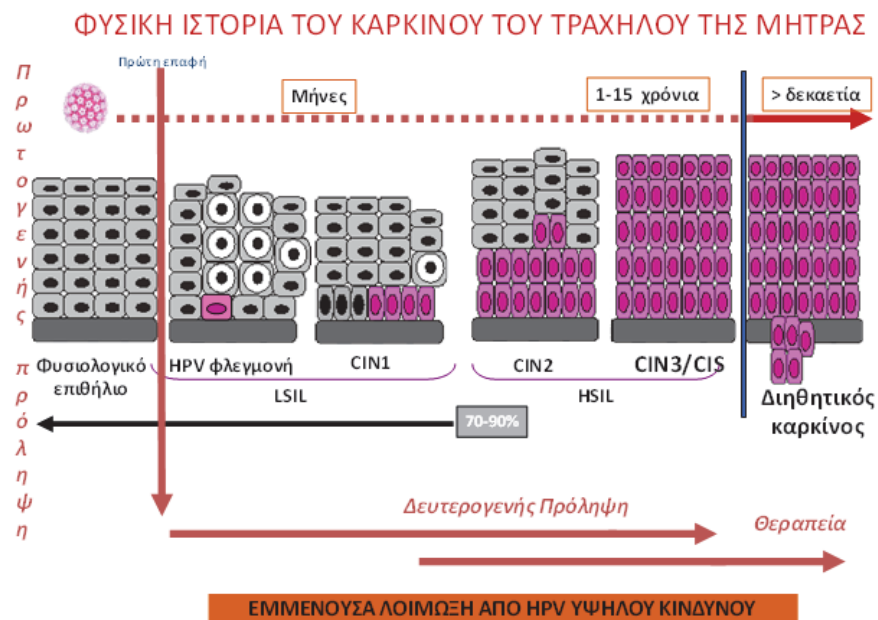 ΦΥΣΙΚΗ ΙΣΤΟΡΙΑ ΤΟΥ ΚΑΡΚΙΝΟΥ ΤΟΥ ΤΡΑΧΗΛΟΥ ΤΗΣ ΜΗΤΡΑΣ
Πρωτογενής πρόληψη
Πρώτη επαφή
Μήνες
1-15 χρόνια
> δεκαετία
Φυσιολογικό
επιθήλιο
HPV φλεγμονή
CIN1
LSIL
CIN2
CIN3/CIS
HSIL
Διηθητικός
καρκίνος
70-90%
Δευτερογενής Πρόληψη
Θεραπεία
ΕΜΜΕΝΟΥΣΑ ΛΟΙΜΩΞΗ ΑΠΟ HPV ΥΨΗΛΟΥ ΚΙΝΔΥΝΟΥ